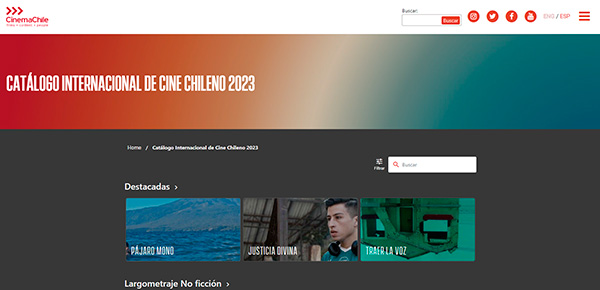 CinemaChile
Buscar:
Buscar
ENG / ESP
CATÁLOGO INTERNACIONAL DE CINE CHILENO 2023
Home / Catálogo Internacional de Cine Chileno 2023
Filtrar
Buscar
Destacadas ›
PÁJARO MONO
JUSTICIA DIVINA
TRAER LA VOZ
Largometraje No ficción ›